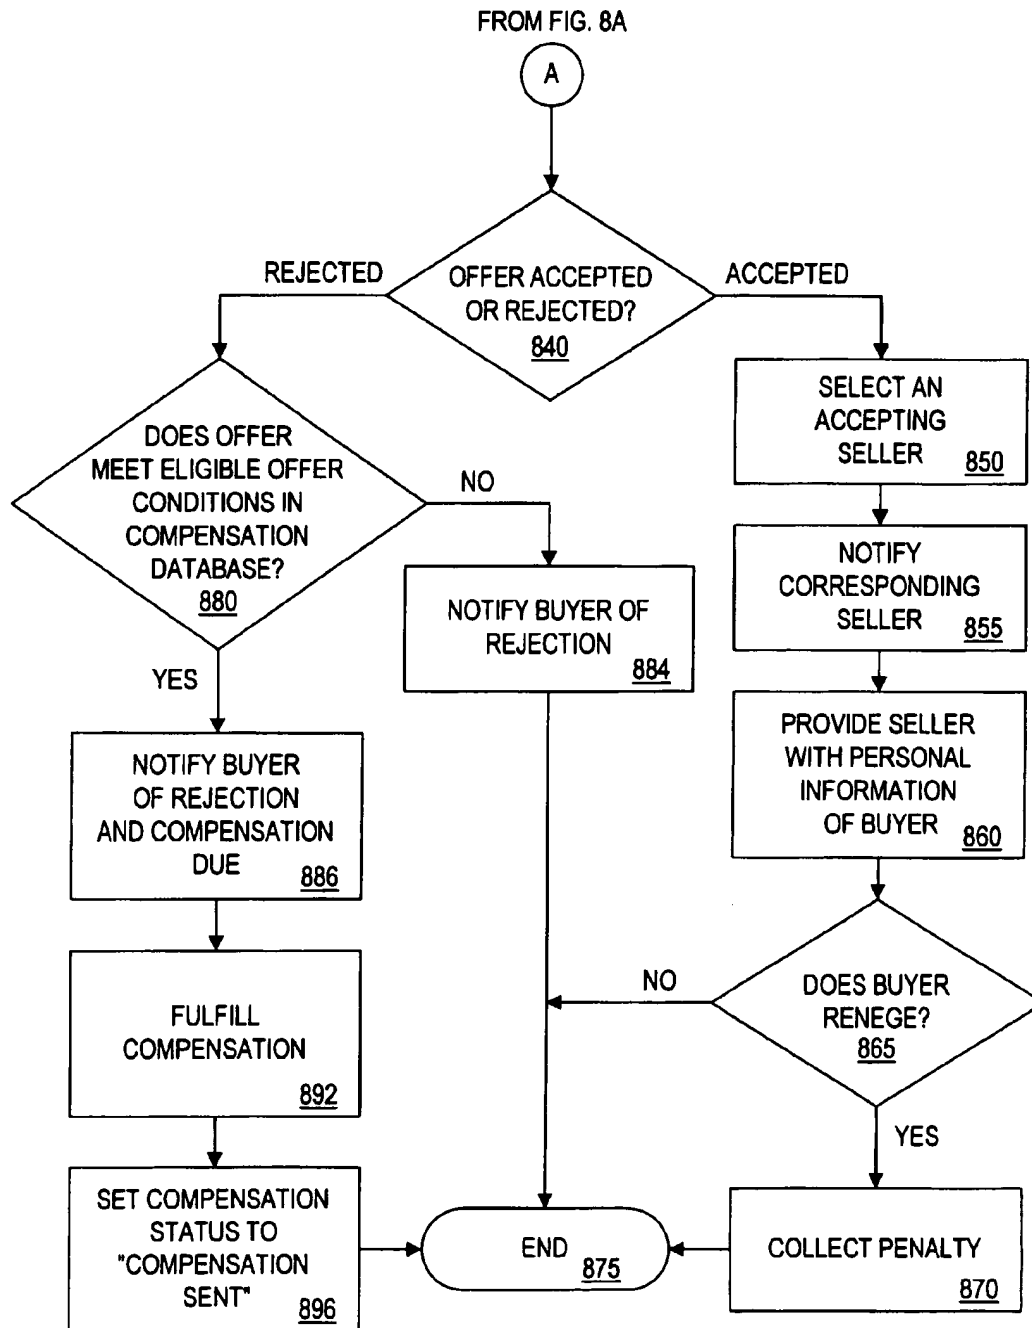 FROM FIG. 8A
A
REJECTED
OFFER ACCEPTED
OR REJECTED?
840
ACCEPTED
DOES OFFER
MEET ELIGIBLE OFFER
CONDITIONS IN
COMPENSATION
DATABASE?
880
NO
YES
SELECT AN
ACCEPTING
SELLER
850
NOTIFY BUYER OF
REJECTION
884
NOTIFY
CORRESPONDING
SELLER
855
NOTIFY BUYER
OF REJECTION
AND COMPENSATION
DUE
886
PROVIDE SELLER
WITH PERSONAL
INFORMATION
OF BUYER
860
FULFILL
COMPENSATION
892
NO
DOES BUYER
RENEGE?
865
YES
SET COMPENSATION
STATUS TO
"COMPENSATION
SENT"
896
END
875
COLLECT PENALTY
870